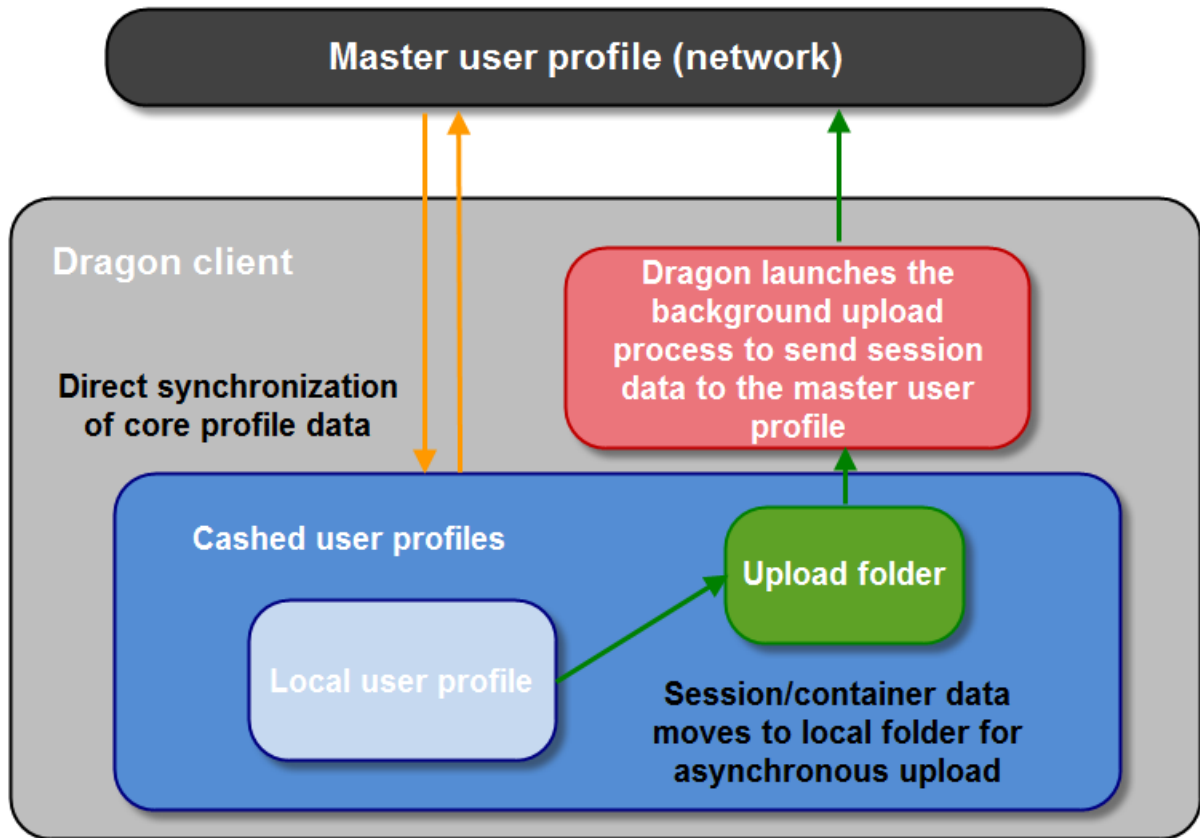 Master user profile (network)
Dragon client
Dragon launches the
background upload
process to send session
data to the master user
profile
Direct synchronization
of core profile data
Cashed user profiles
Upload folder
Local user profile
Session/container data
moves to local folder for
asynchronous upload